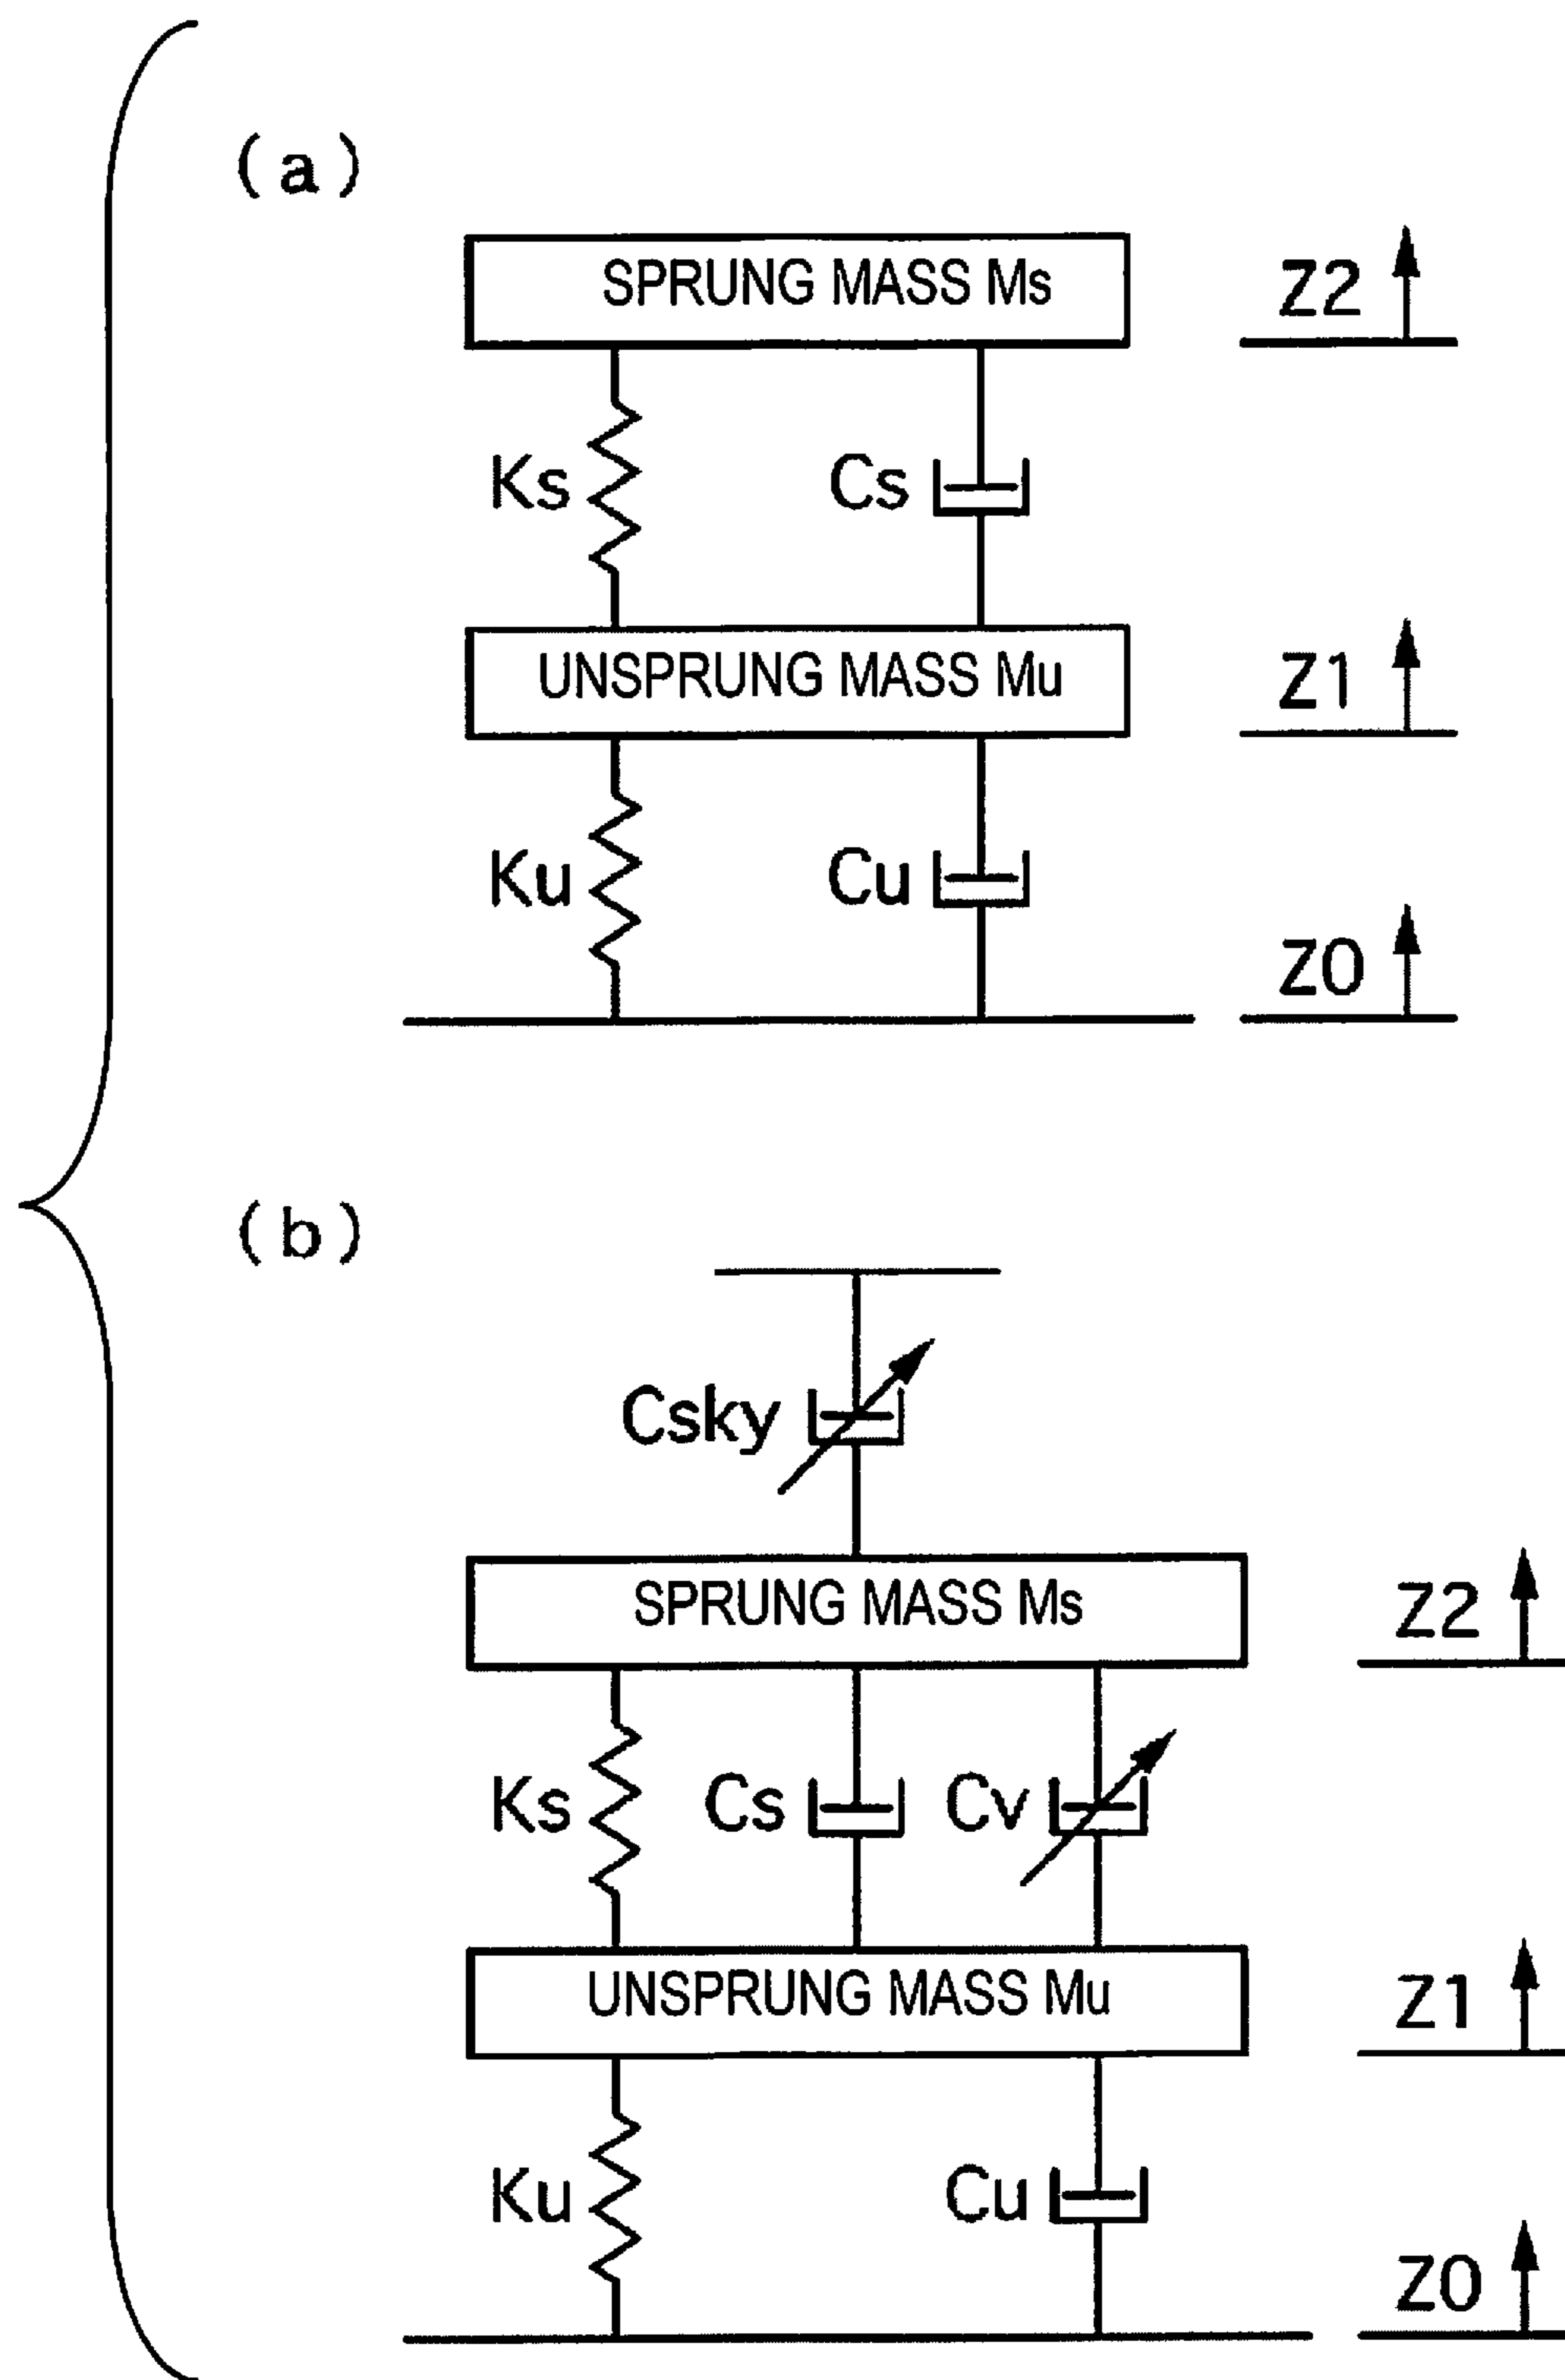 (a)
SPRUNG MASS Ms
Z2
Ks
Cs
UNSPRUNG MASS Mu
Z1
Ku
Cu
Z0
(b)
Csky
SPRUNG MASS Ms
Z2
Ks
Cs
Cv
UNSPRUNG MASS Mu
Z1
Ku
Cu
Z0